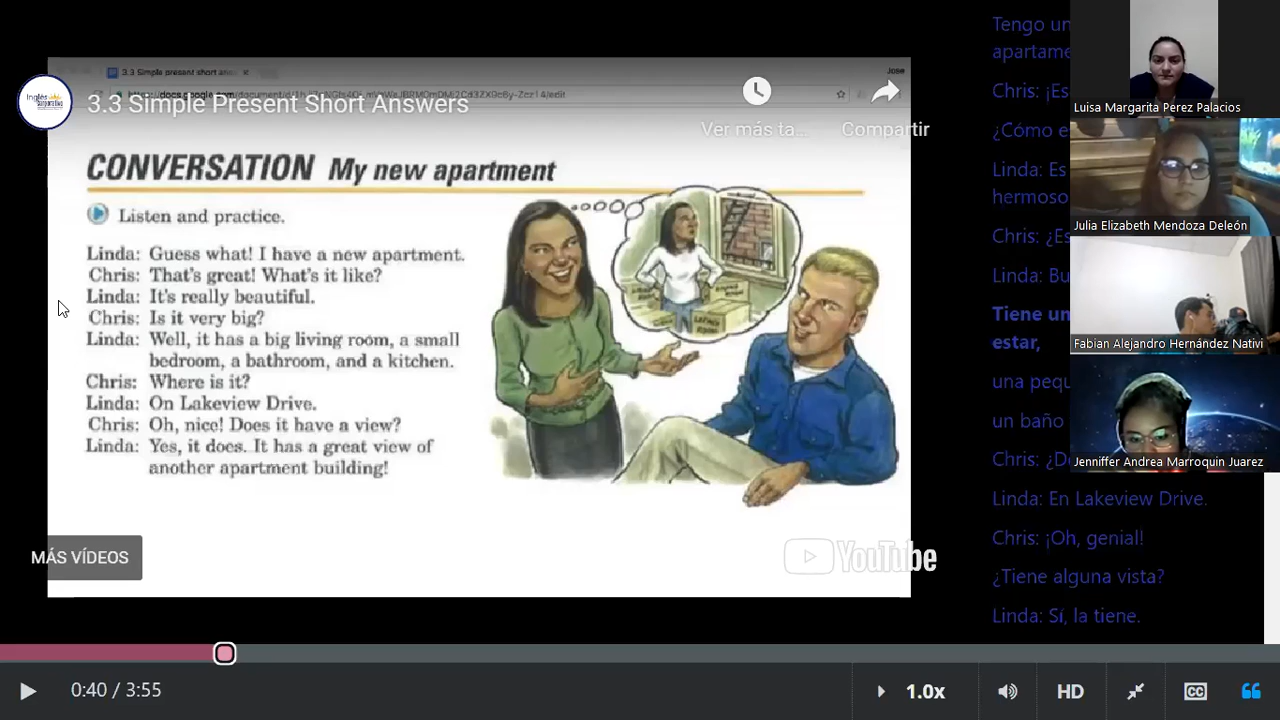 3.3 Simple Present Short Answers
Ver más ta...
Compartir
Jose
CONVERSATION My new apartment
Listen and practice.
Linda: Guess what! I have a new apartment.
Chris: That's great! What's it like?
Linda: It's really beautiful.
Chris: Is it very big?
Linda: Well, it has a big living room, a small
bedroom, a bathroom, and a kitchen.
Chris: Where is it?
Linda: On Lakeview Drive.
Chris: Oh, nice! Does it have a view?
Linda: Yes, it does. It has a great view of
another apartment building!
MÁS VÍDEOS
YouTube
0:40 / 3:55
1.0x
HD
CC
Tengo un
apartame
Chris: ¡Es
¿Cómo e
Linda: Es
hermoso
Chris: ¿Es
Linda: Bu
Tiene un
estar,
una pequ
un baño
Chris: ¿D
Linda: En Lakeview Drive.
Chris: ¡Oh, genial!
¿Tiene alguna vista?
Linda: Sí, la tiene.
Luisa Margarita Perez Palacios
Julia Elizabeth Mendoza Deleón
Fabian Alejandro Hernández Nativi
Jenniffer Andrea Marroquin Juarez